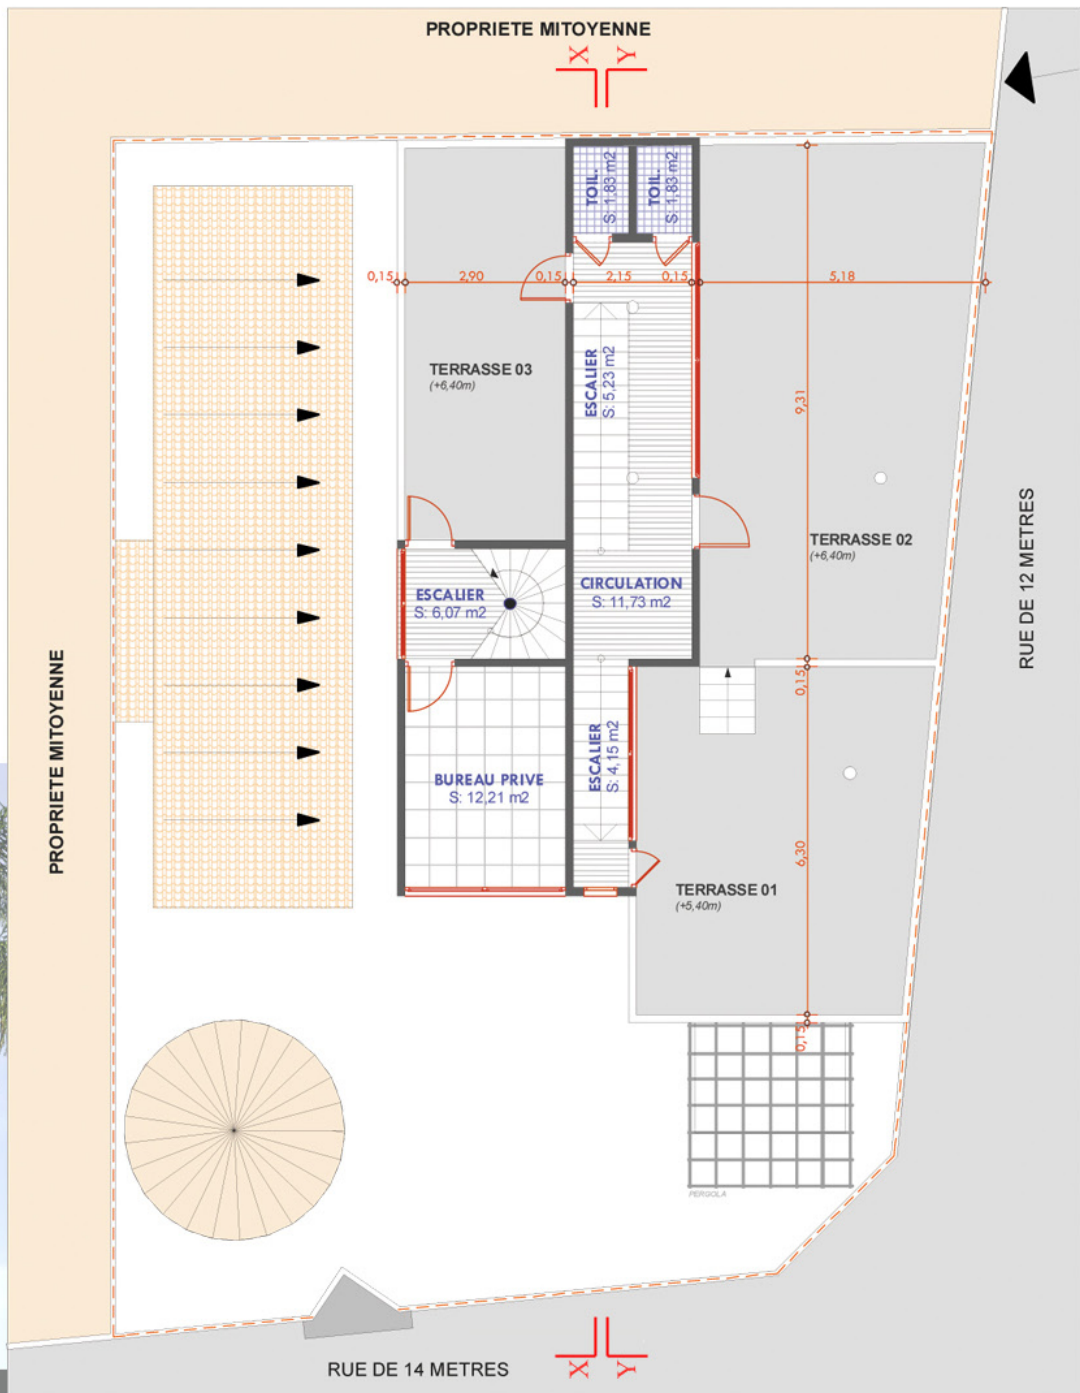 PROPRIETE MITOYENNE
X Y
TOIL.
S: 1,83 m2
TOIL.
S: 1,83 m2
0,15 2,90 0,15 2,15 0,15 5,18
TERRASSE 03
(+6,40m)
ESCALIER
S: 5,23 m2
9,31
TERRASSE 02
(+6,40m)
RUE DE 12 METRES
ESCALIER
S: 6,07 m2
CIRCULATION
S: 11,73 m2
0,15
PROPRIETE MITOYENNE
BUREAU PRIVE
S: 12,21 m2
ESCALIER
S: 4,15 m2
6,30
TERRASSE 01
(+5,40m)
0,15
PERGOLA
X Y
RUE DE 14 METRES